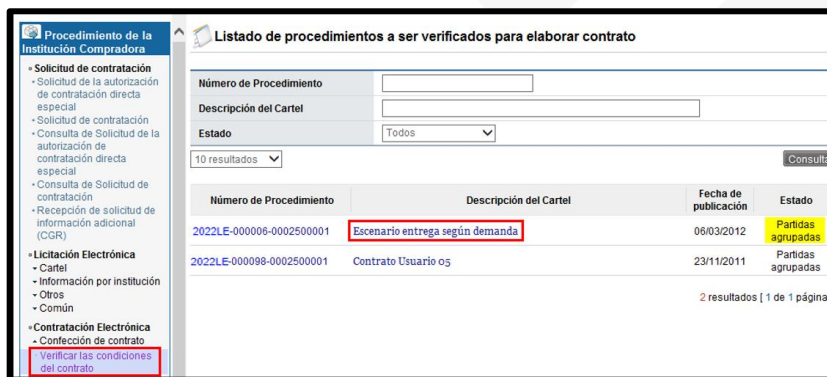 Procedimiento de la
Institución Compradora
Solicitud de contratación
Solicitud de la autorización
de contratación directa
especial
Solicitud de contratación
Consulta de Solicitud de la
autorización de
contratación directa
especial
Consulta de Solicitud de
contratación
Recepción de solicitud de
información adicional
(CGR)
Licitación Electrónica
Cartel
Información por institución
Otros
Común
Contratación Electrónica
Confección de contrato
Verificar las condiciones
del contrato
Listado de procedimientos a ser verificados para elaborar contrato
Número de Procedimiento
Descripción del Cartel
Estado Todos
10 resultados Consulta
Número de Procedimiento Descripción del Cartel Fecha de publicación Estado
2022LE-000006-0002500001 Escenario entrega según demanda 06/03/2012 Partidas agrupadas
2022LE-000098-0002500001 Contrato Usuario 05 23/11/2011 Partidas agrupadas
2 resultados [ 1 de 1 página